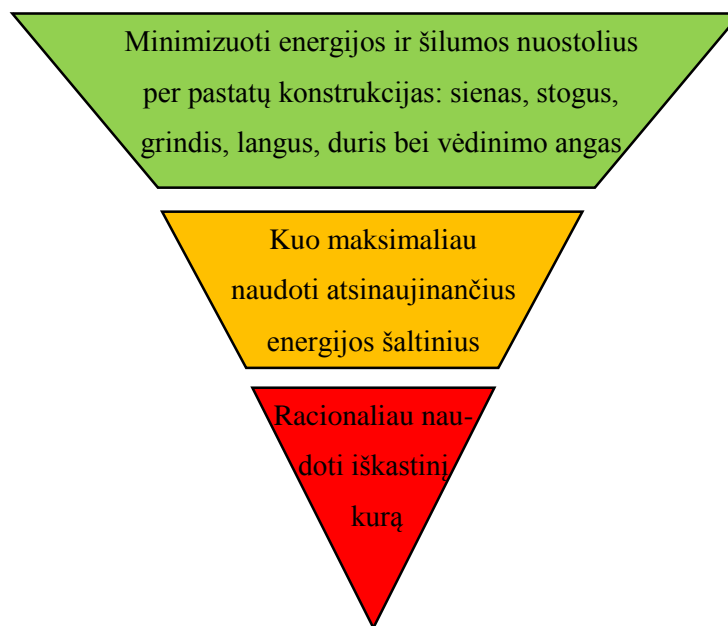 Minimizuoti energijos ir šilumos nuostolius
per pastatų konstrukcijas: sienas, stogus,
grindis, langus, duris bei vėdinimo angas
Kuo maksimaliau
naudoti atsinaujinančius
energijos šaltinius
Racionaliau nau-
doti iškastinį
kurą